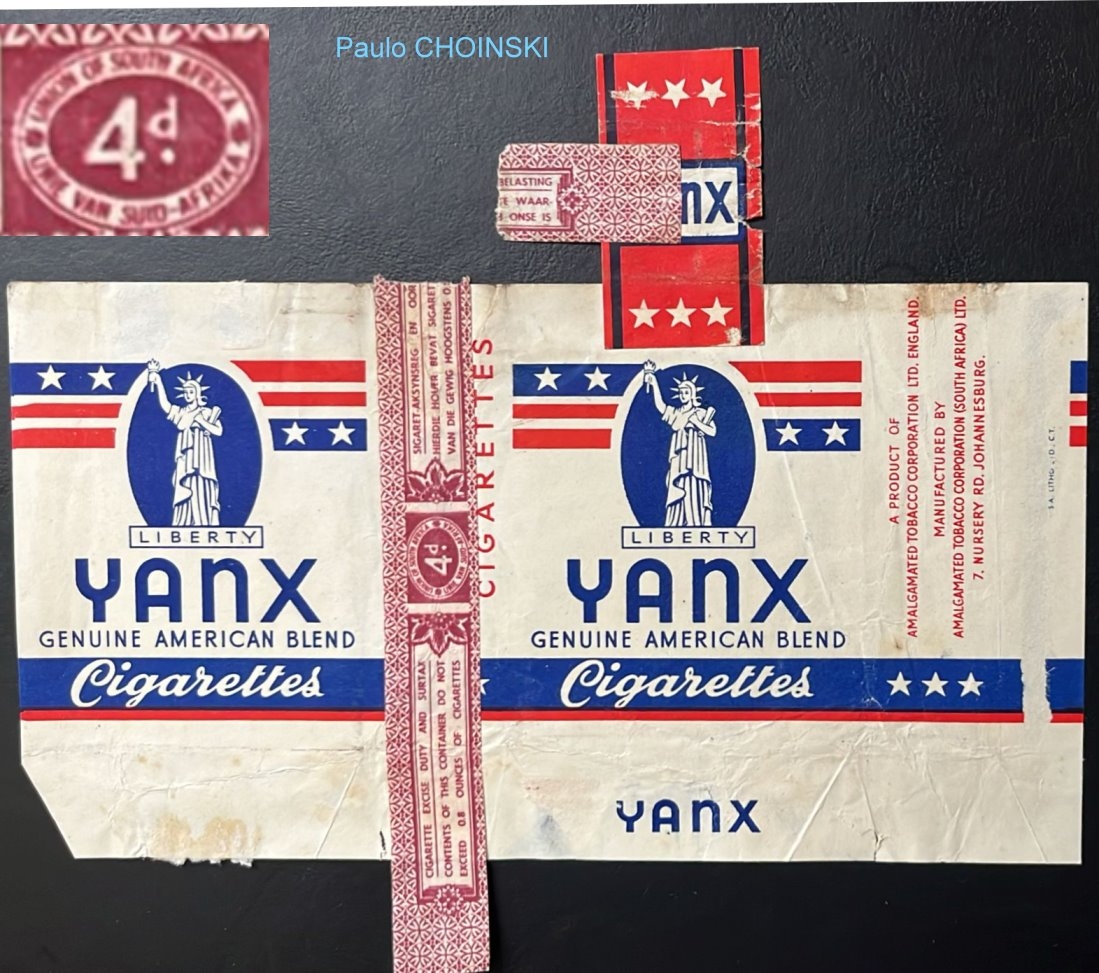 Paulo CHOINSKI
UNION OF SOUTH AFRICA
4d.
UNIE VAN SUID-AFRIKA
BELASTING
WAAR-
ONSE IS
NX
LIBERTY
YANX
GENUINE AMERICAN BLEND
Cigarettes
SIGARET AKSYNSREG EN OOR
HIERDIE HOUER BEVAT SIGARET
VAN DIE GEWIG HOOGSTENS 0.
4d.
CIGARETTE EXCISE DUTY AND SURTAX
CONTENTS OF THIS CONTAINER DO NOT
EXCEED 0.8 OUNCES OF CIGARETTES
CIGARETTES
LIBERTY
YANX
GENUINE AMERICAN BLEND
Cigarettes
A PRODUCT OF
AMALGAMATED TOBACCO CORPORATION LTD. ENGLAND.
MANUFACTURED BY
AMALGAMATED TOBACCO CORPORATION (SOUTH AFRICA) LTD.
7, NURSERY RD. JOHANNESBURG.
S.A. LITHO
YANX